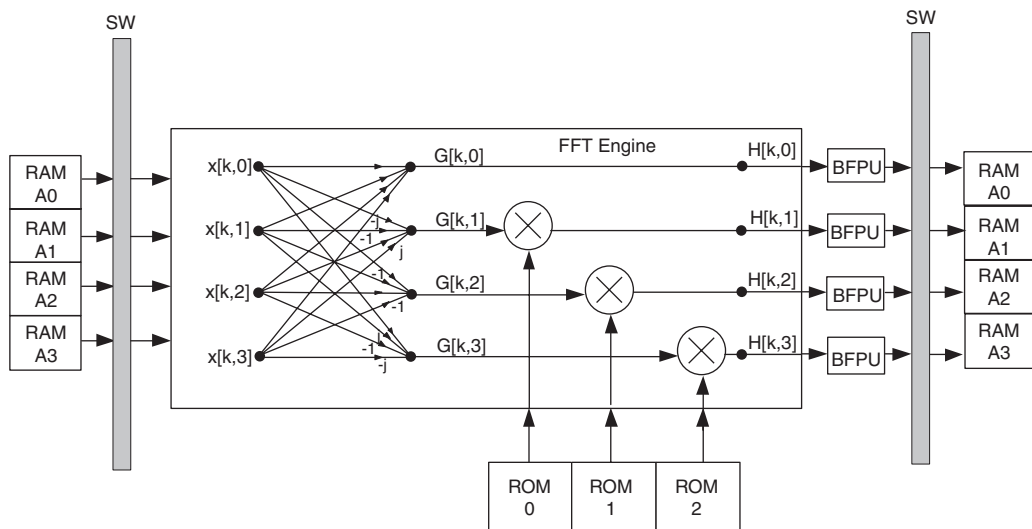 SW
SW
FFT Engine
RAM
A0
RAM
A1
RAM
A2
RAM
A3
x[k,0]
x[k,1]
x[k,2]
x[k,3]
G[k,0]
G[k,1]
G[k,2]
G[k,3]
-j
-1
j
-1
-1
j
-1
-j
H[k,0]
H[k,1]
H[k,2]
H[k,3]
BFPU
BFPU
BFPU
BFPU
RAM
A0
RAM
A1
RAM
A2
RAM
A3
ROM
0
ROM
1
ROM
2